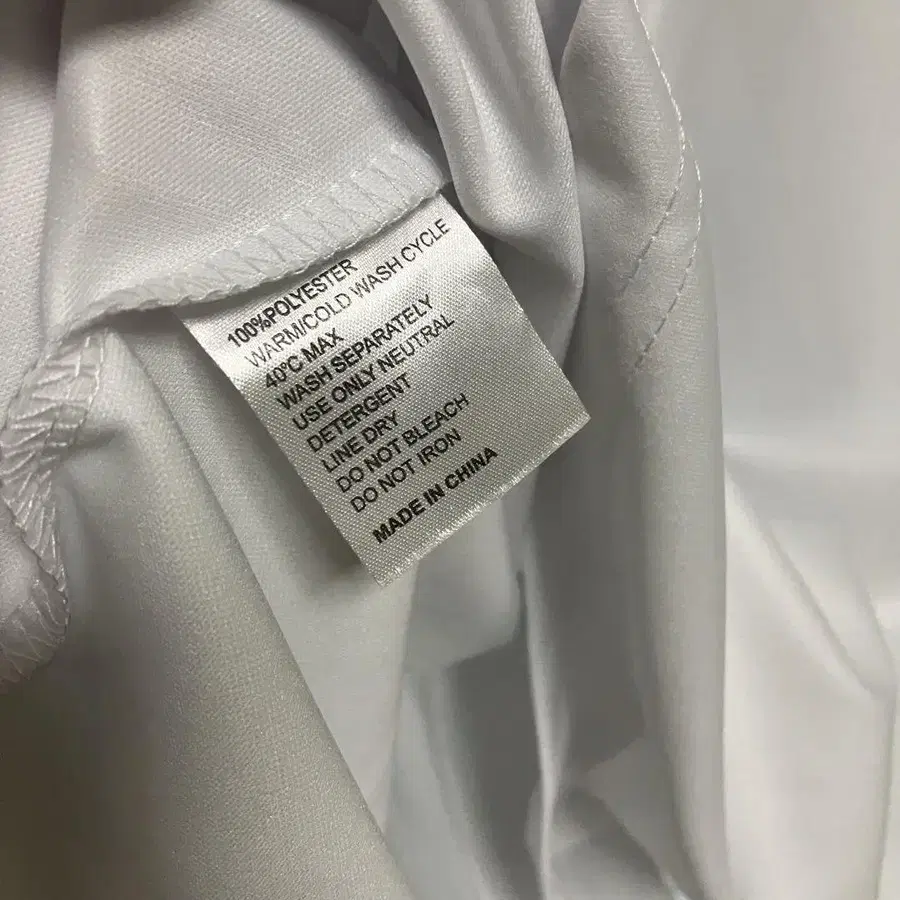 100%POLYESTER
WARM/COLD WASH CYCLE
40°C MAX
WASH SEPARATELY
USE ONLY NEUTRAL
DETERGENT
LINE DRY
DO NOT BLEACH
DO NOT IRON
MADE IN CHINA